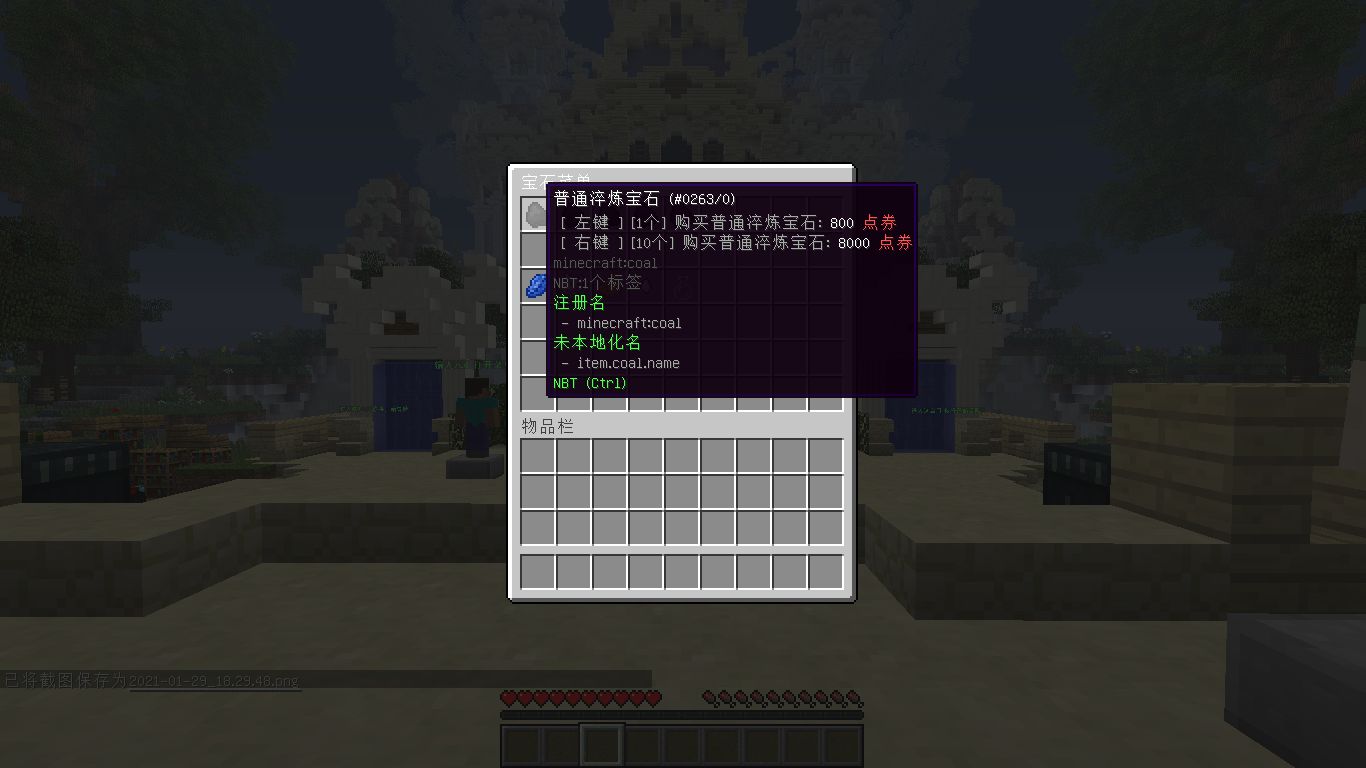 宝石菜单
普通淬炼宝石 (#0263/0)
[ 左键 ] [1个] 购买普通淬炼宝石: 800 点券
[ 右键 ] [10个] 购买普通淬炼宝石: 8000 点券
minecraft:coal
NBT:1个标签
注册名
- minecraft:coal
未本地化名
- item.coal.name
NBT (Ctrl)
物品栏
已将截图保存为2021-01-29_18.29.48.png